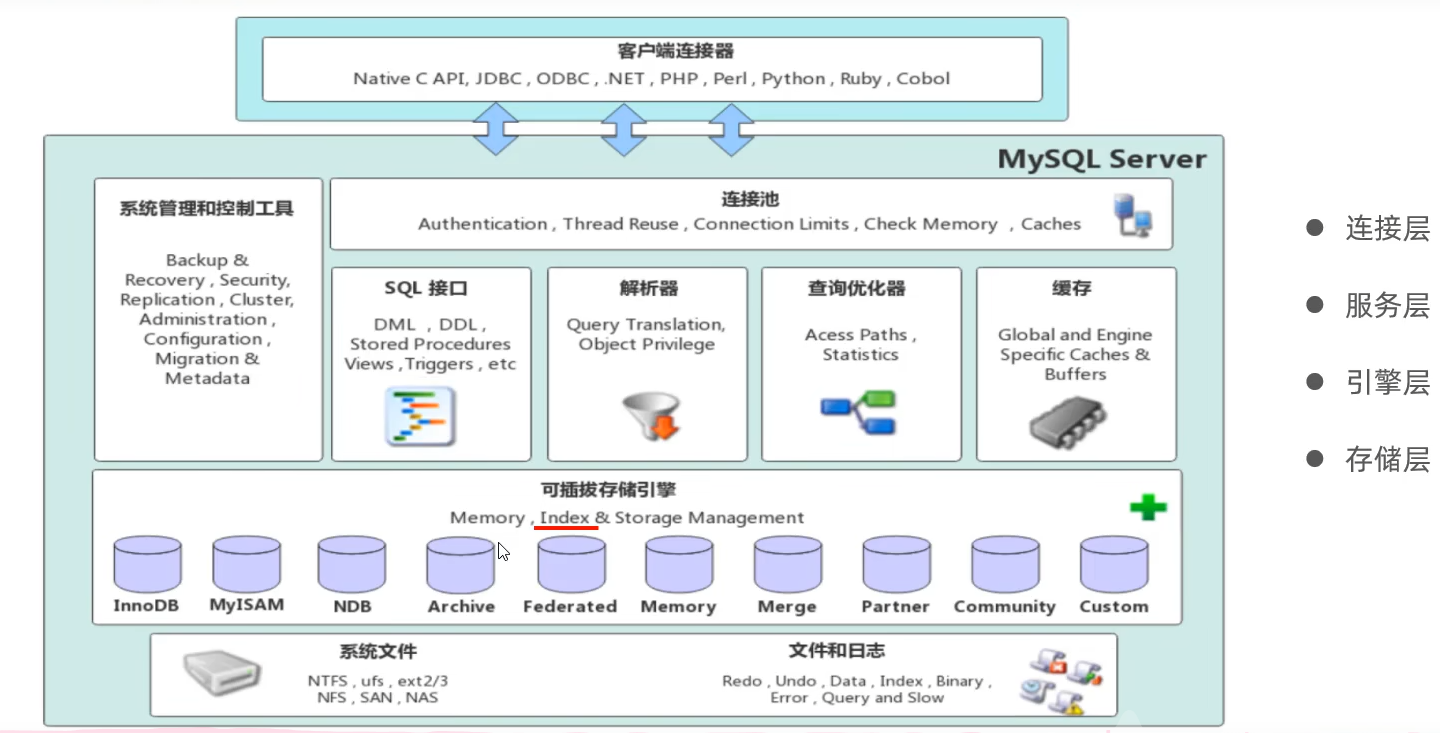 客户端连接器
Native C API, JDBC , ODBC , .NET , PHP , Perl , Python , Ruby , Cobol
MySQL Server
系统管理和控制工具
Backup &
Recovery , Security,
Replication , Cluster,
Administration ,
Configuration ,
Migration &
Metadata
连接池
Authentication , Thread Reuse , Connection Limits , Check Memory , Caches
SQL 接口
DML , DDL ,
Stored Procedures
Views ,Triggers , etc
解析器
Query Translation,
Object Privilege
查询优化器
Acess Paths ,
Statistics
缓存
Global and Engine
Specific Caches &
Buffers
可插拔存储引擎
Memory , Index & Storage Management
InnoDB
MyISAM
NDB
Archive
Federated
Memory
Merge
Partner
Community
Custom
系统文件
NTFS , ufs , ext2/3
NFS , SAN , NAS
文件和日志
Redo , Undo , Data , Index , Binary ,
Error , Query and Slow
● 连接层
● 服务层
● 引擎层
● 存储层